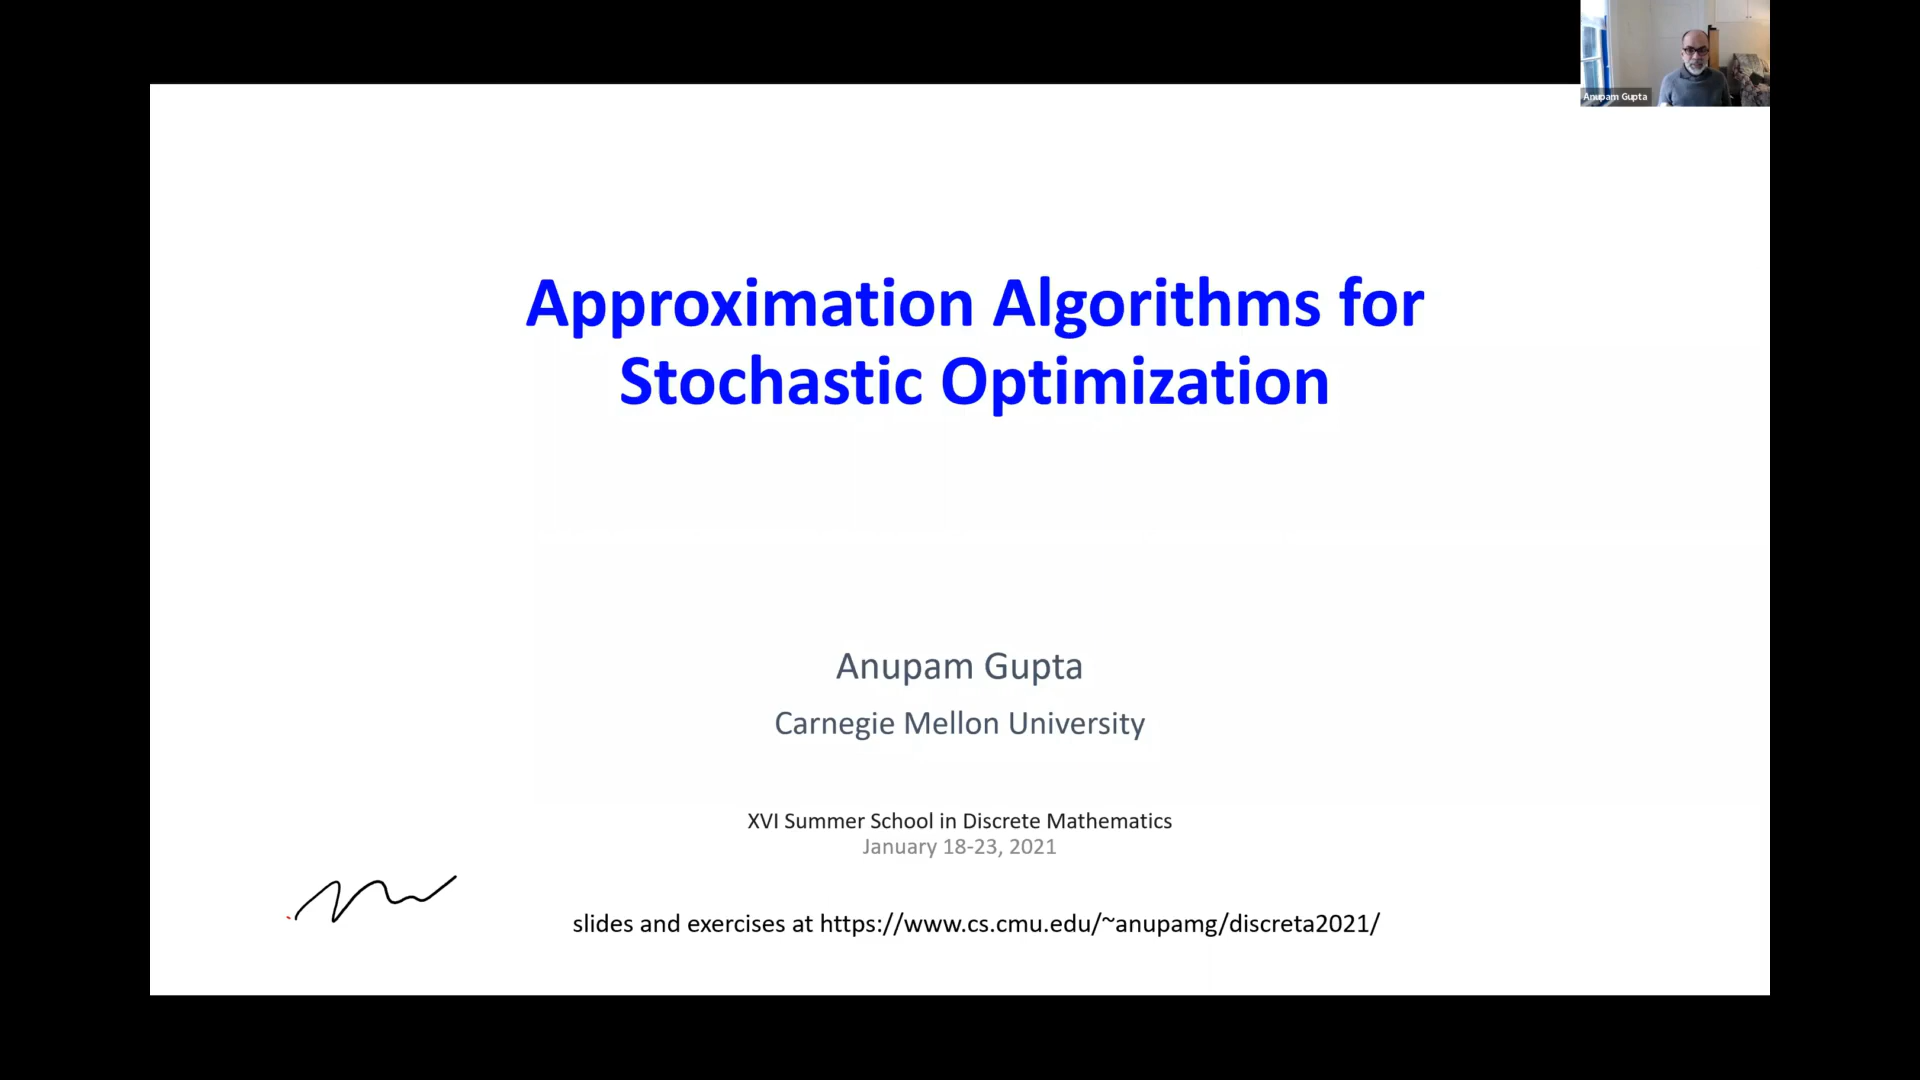 Anupam Gupta
Approximation Algorithms for
Stochastic Optimization
Anupam Gupta
Carnegie Mellon University
XVI Summer School in Discrete Mathematics
January 18-23, 2021
slides and exercises at https://www.cs.cmu.edu/~anupamg/discreta2021/